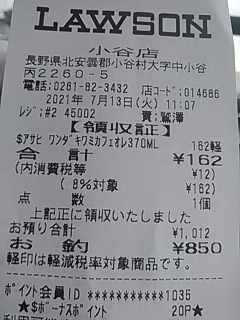 LAWSON
小谷店
長野県北安曇郡小谷村大字中小谷
丙2260-5
電話:0261-82-3432 店コード:014686
2021年 7月13日(火) 11:07
レジ:#2 45002 責:鷲澤
【領収証】
$アサヒ ワンダキワミカフェオレ370ML 162軽
合 計 ¥162
(内消費税等 ¥12)
( 8%対象 ¥162)
点 数 1個
上記正に領収いたしました
お預り合計 ¥1,012
お釣 ¥850
軽印は軽減税率対象商品です。
ポイント会員ID ***********1035
★$ボーナスポイント 20P★